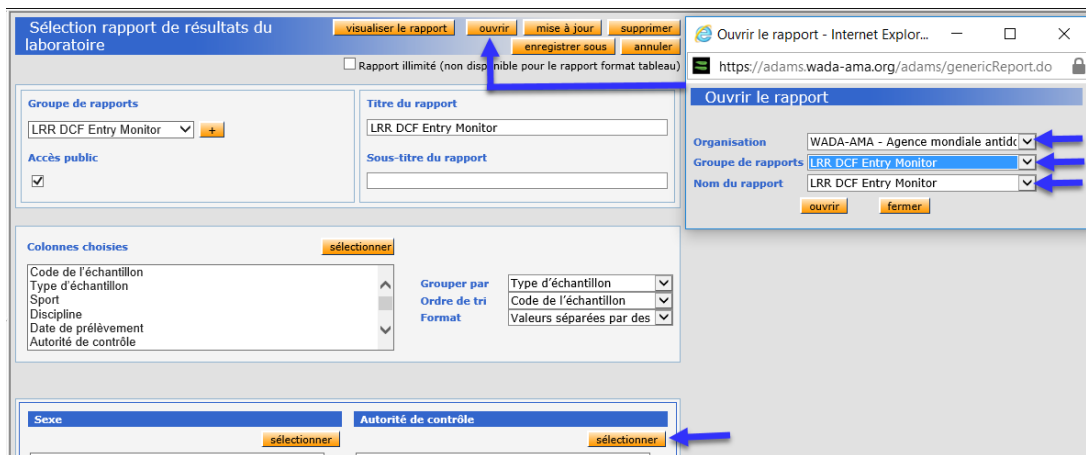 Sélection rapport de résultats du laboratoire
visualiser le rapport ouvrir mise à jour supprimer
enregistrer sous annuler
Rapport illimité (non disponible pour le rapport format tableau)
Groupe de rapports
LRR DCF Entry Monitor +
Accès public
Titre du rapport
LRR DCF Entry Monitor
Sous-titre du rapport
Colonnes choisies sélectionner
Code de l'échantillon
Type d'échantillon
Sport
Discipline
Date de prélèvement
Autorité de contrôle
Grouper par Type d'échantillon
Ordre de tri Code de l'échantillon
Format Valeurs séparées par des
Sexe
sélectionner
Autorité de contrôle
sélectionner
Ouvrir le rapport - Internet Explor...
https://adams.wada-ama.org/adams/genericReport.do
Ouvrir le rapport
Organisation WADA-AMA - Agence mondiale antidc
Groupe de rapports LRR DCF Entry Monitor
Nom du rapport LRR DCF Entry Monitor
ouvrir fermer